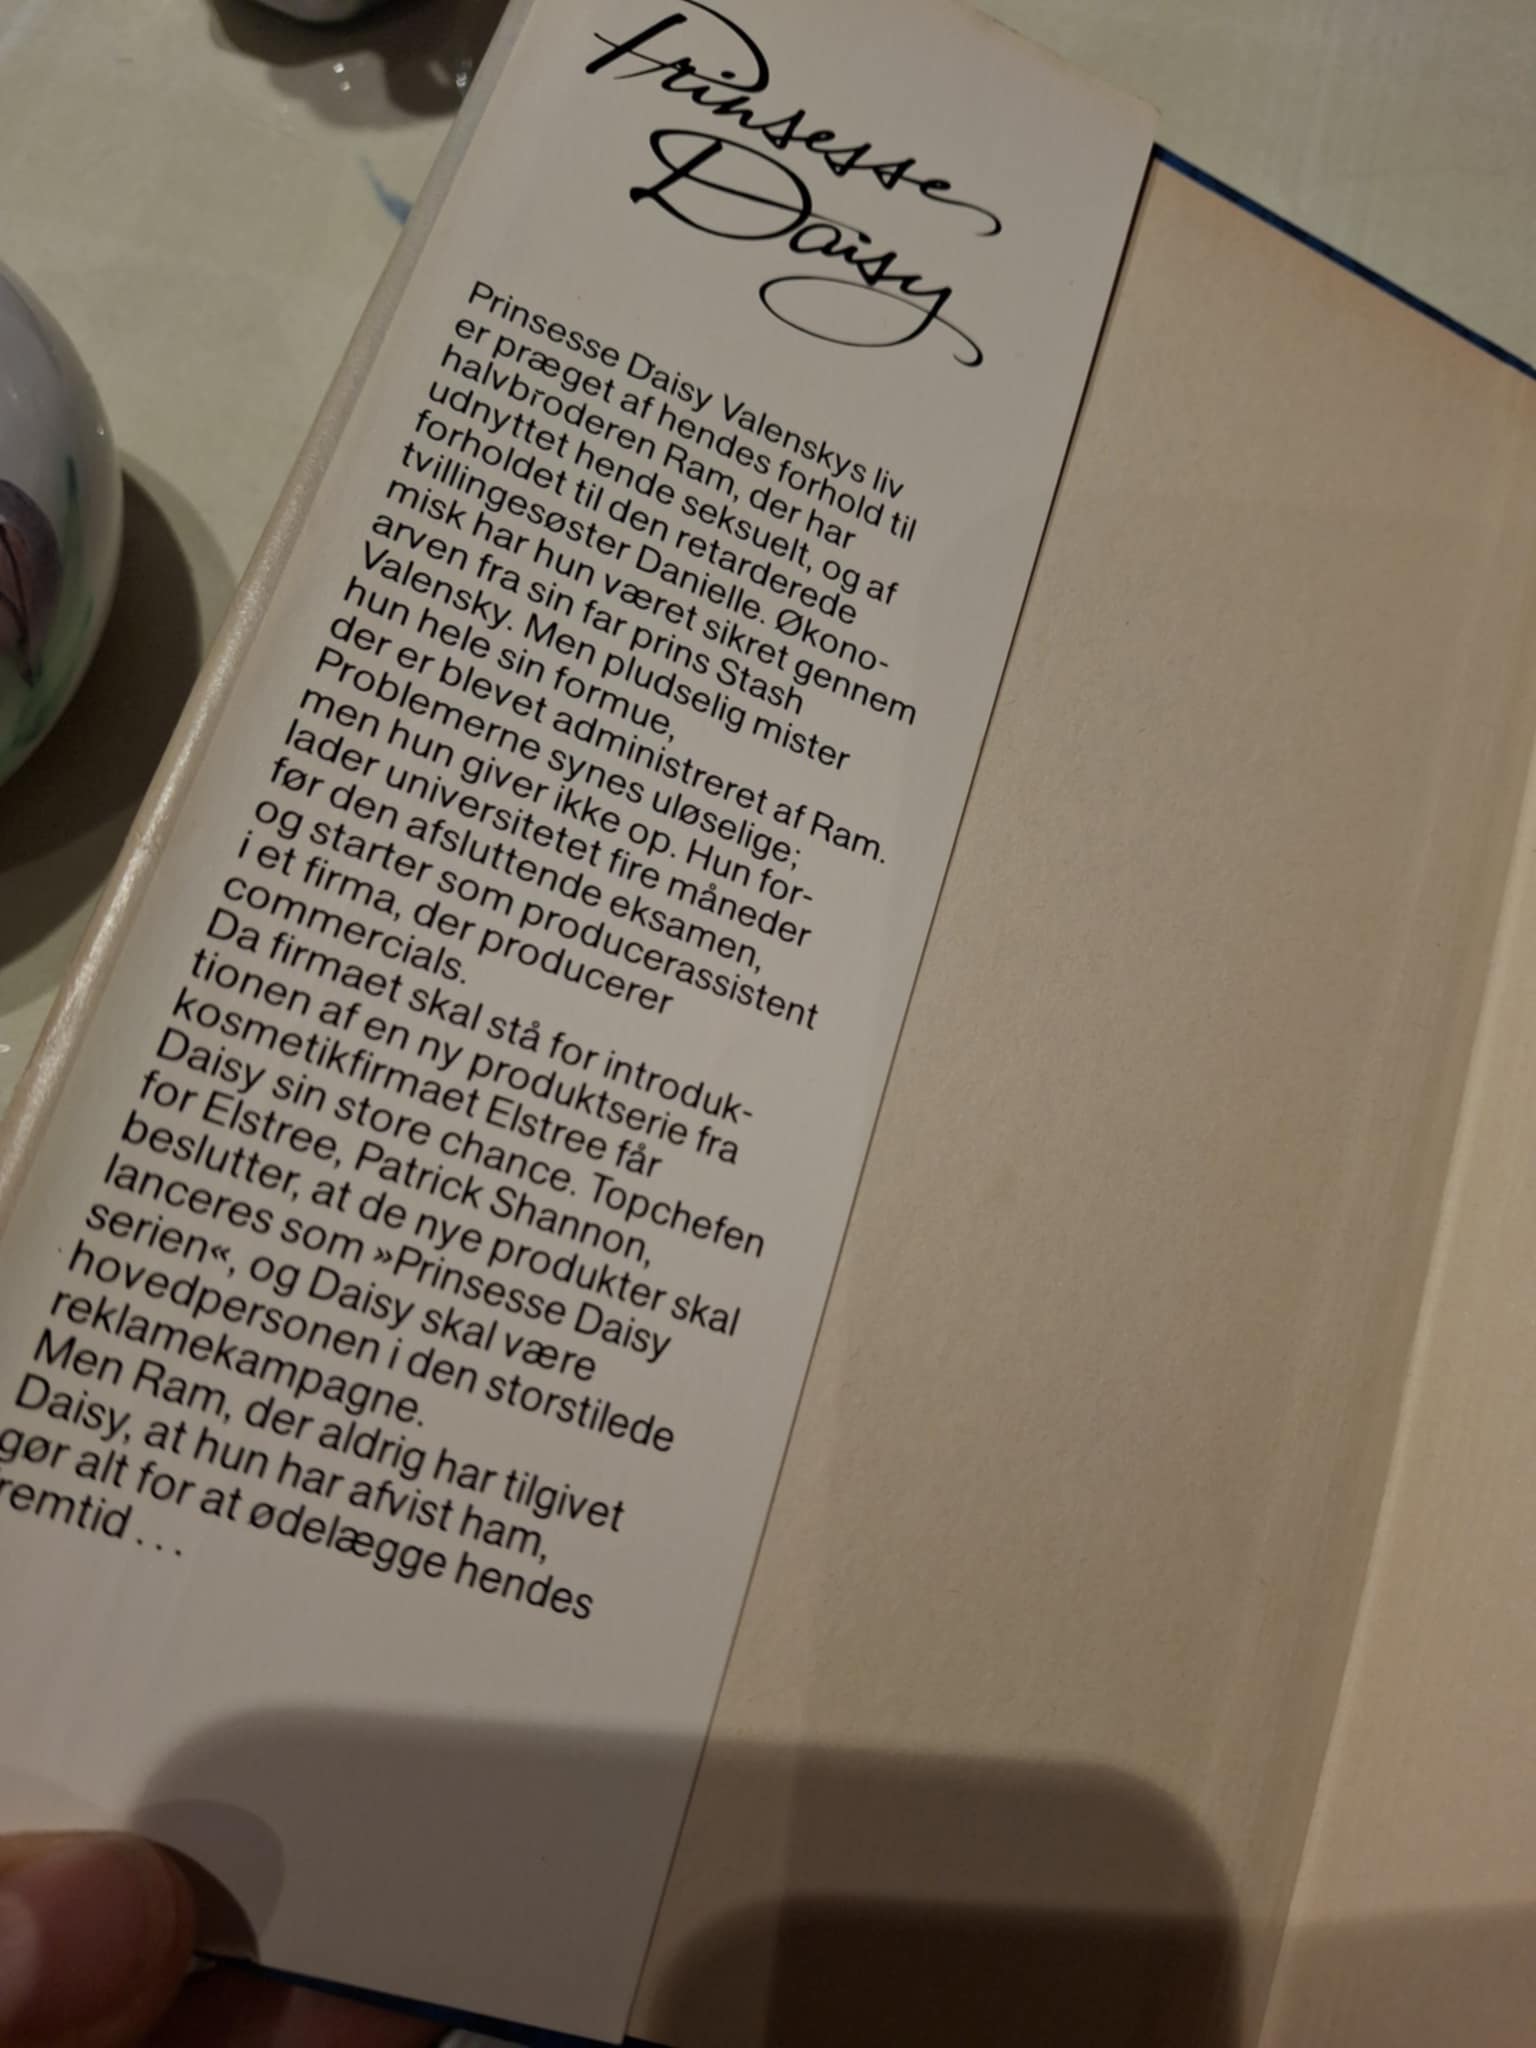 Prinsesse
Daisy
Prinsesse Daisy Valenskys liv
er præget af hendes forhold til
halvbroderen Ram, der har
udnyttet hende seksuelt, og af
forholdet til den retarderede
tvillingesøster Danielle. Økono-
misk har hun været sikret gennem
arven fra sin far prins Stash
Valensky. Men pludselig mister
hun hele sin formue,
der er blevet administreret af Ram.
Problemerne synes uløselige;
men hun giver ikke op. Hun for-
lader universitetet fire måneder
før den afsluttende eksamen,
og starter som producerassistent
i et firma, der producerer
commercials.
Da firmaet skal stå for introduk-
tionen af en ny produktserie fra
kosmetikfirmaet Elstree får
Daisy sin store chance. Topchefen
for Elstree, Patrick Shannon,
beslutter, at de nye produkter skal
lanceres som »Prinsesse Daisy
serien«, og Daisy skal være
hovedpersonen i den storstilede
reklamekampagne.
Men Ram, der aldrig har tilgivet
Daisy, at hun har afvist ham,
gør alt for at ødelægge hendes
fremtid . . .